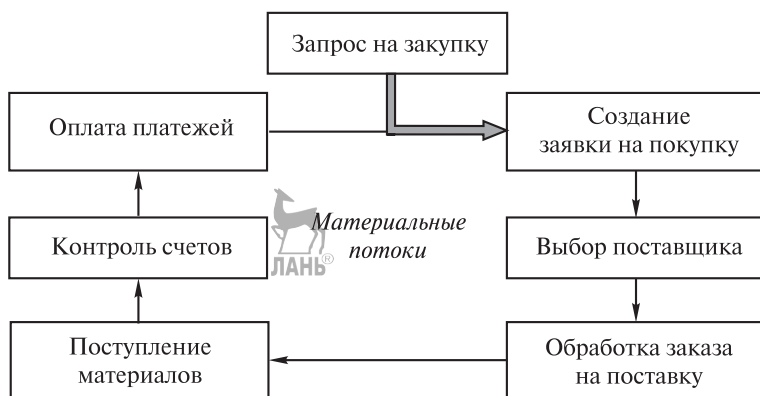 Запрос на закупку
Оплата платежей
Создание
заявки на покупку
Контроль счетов
Материальные
потоки
ЛАНЬ®
Выбор поставщика
Поступление
материалов
Обработка заказа
на поставку